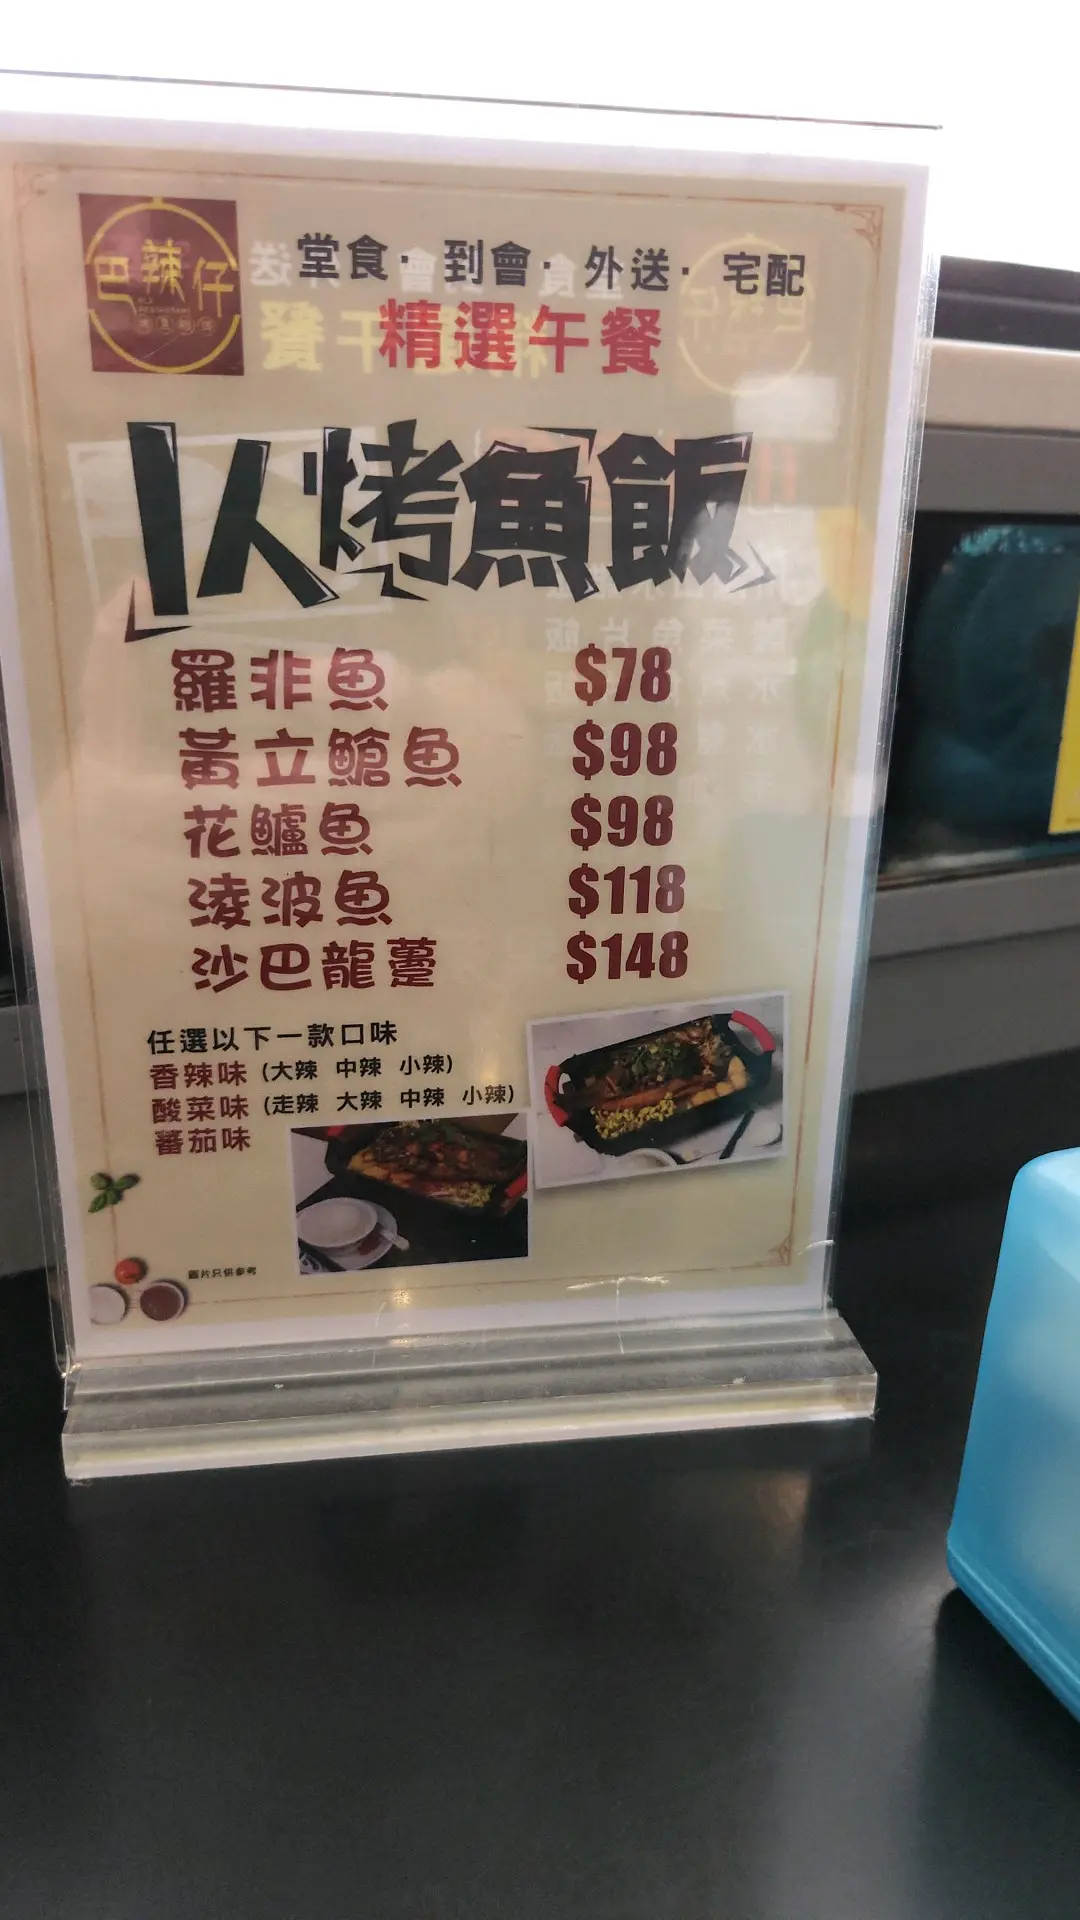 巴辣仔
堂食・到會・外送・宅配
精選午餐
1人烤魚飯
羅非魚 $78
黃立鯧魚 $98
花鱸魚 $98
淩波魚 $118
沙巴龍躉 $148
任選以下一款口味
香辣味 (大辣 中辣 小辣)
酸菜味 (走辣 大辣 中辣 小辣)
蕃茄味
圖片只供參考